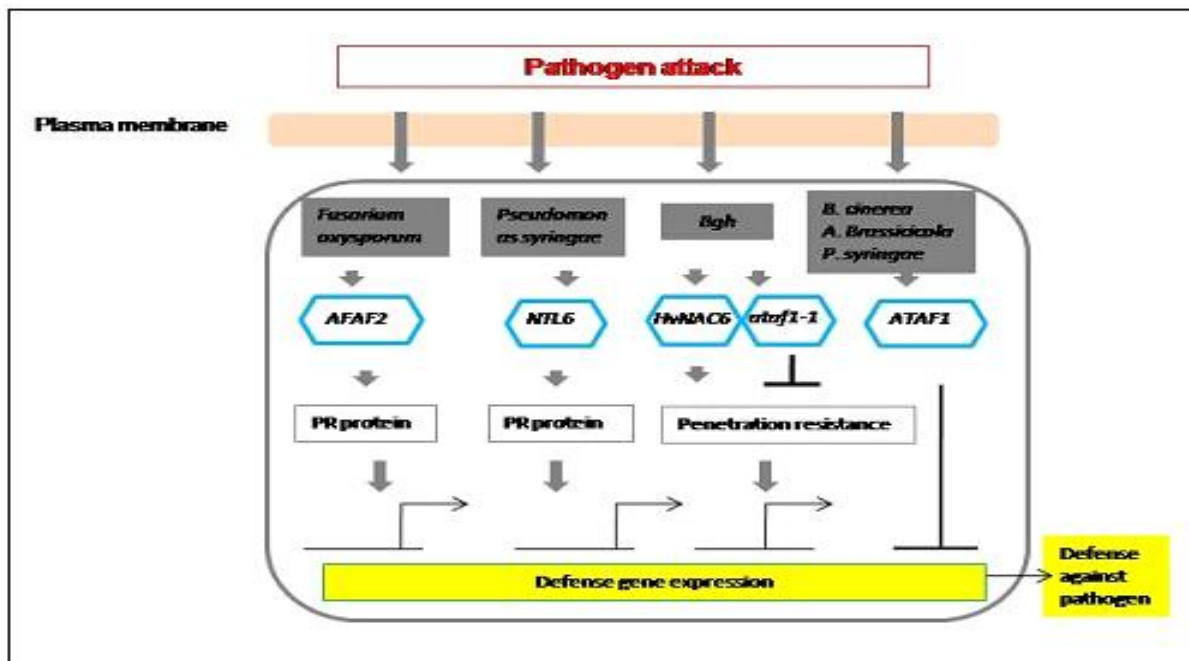 Pathogen attack
Plasma membrane
Fusarium
oxysporum
Pseudomon
as syringae
Bgh
B. cinerea
A. Brassicicola
P. syringae
AFAF2
NTL6
HvNAC6
ataf1-1
ATAF1
PR protein
PR protein
Penetration resistance
Defense gene expression
Defense
against
pathogen